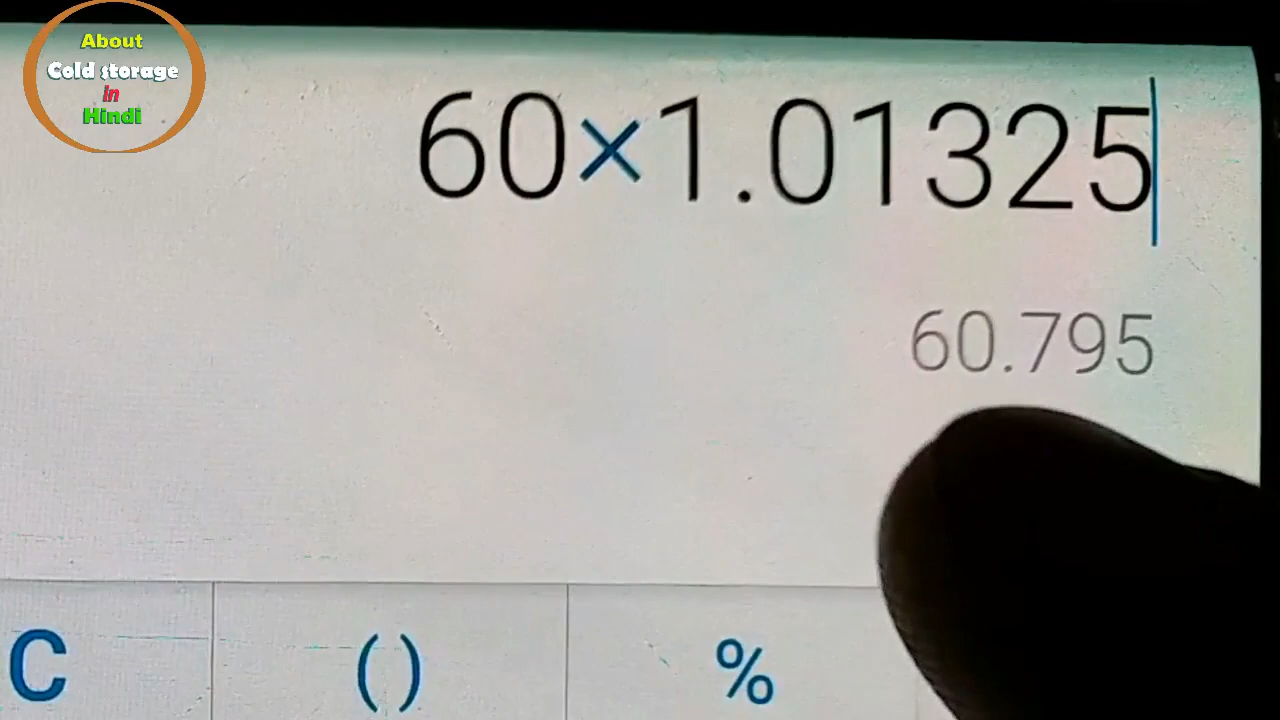 About
Cold storage
in
Hindi
60×1.01325
60.795
C
()
%